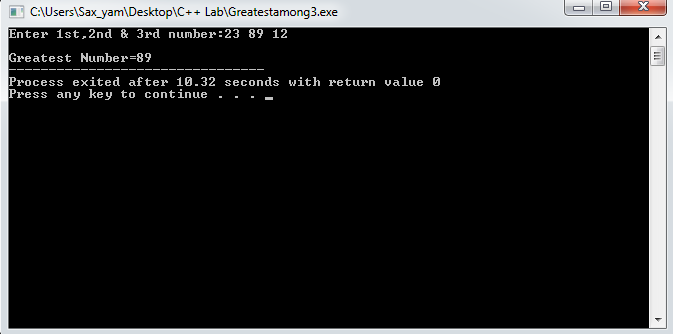 C:\Users\Sax_yam\Desktop\C++ Lab\Greatestamong3.exe
Enter 1st,2nd & 3rd number:23 89 12
Greatest Number=89
--------------------------------
Process exited after 10.32 seconds with return value 0
Press any key to continue . . . _